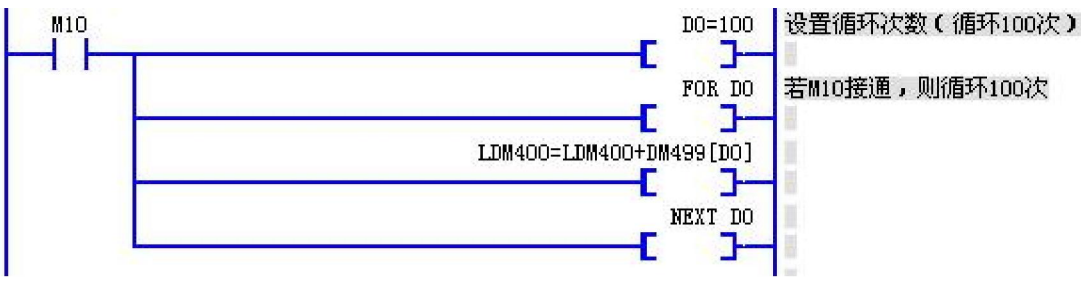 M10
D0=100 设置循环次数(循环100次)
FOR D0 若M10接通,则循环100次
LDM400=LDM400+DM499[D0]
NEXT D0